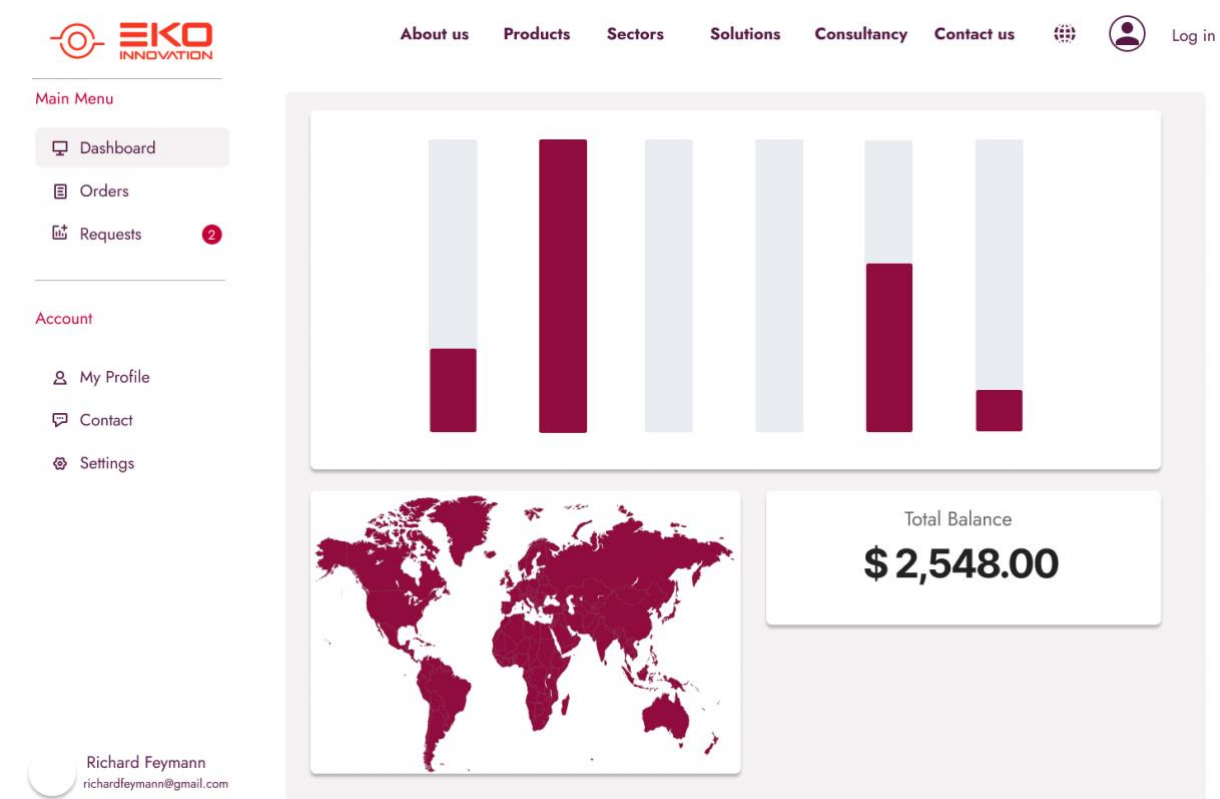 EKO
INNOVATION
About us Products Sectors Solutions Consultancy Contact us Log in
Main Menu
Dashboard
Orders
Requests 2
Account
My Profile
Contact
Settings
Total Balance
$ 2,548.00
Richard Feymann
richardfeymann@gmail.com